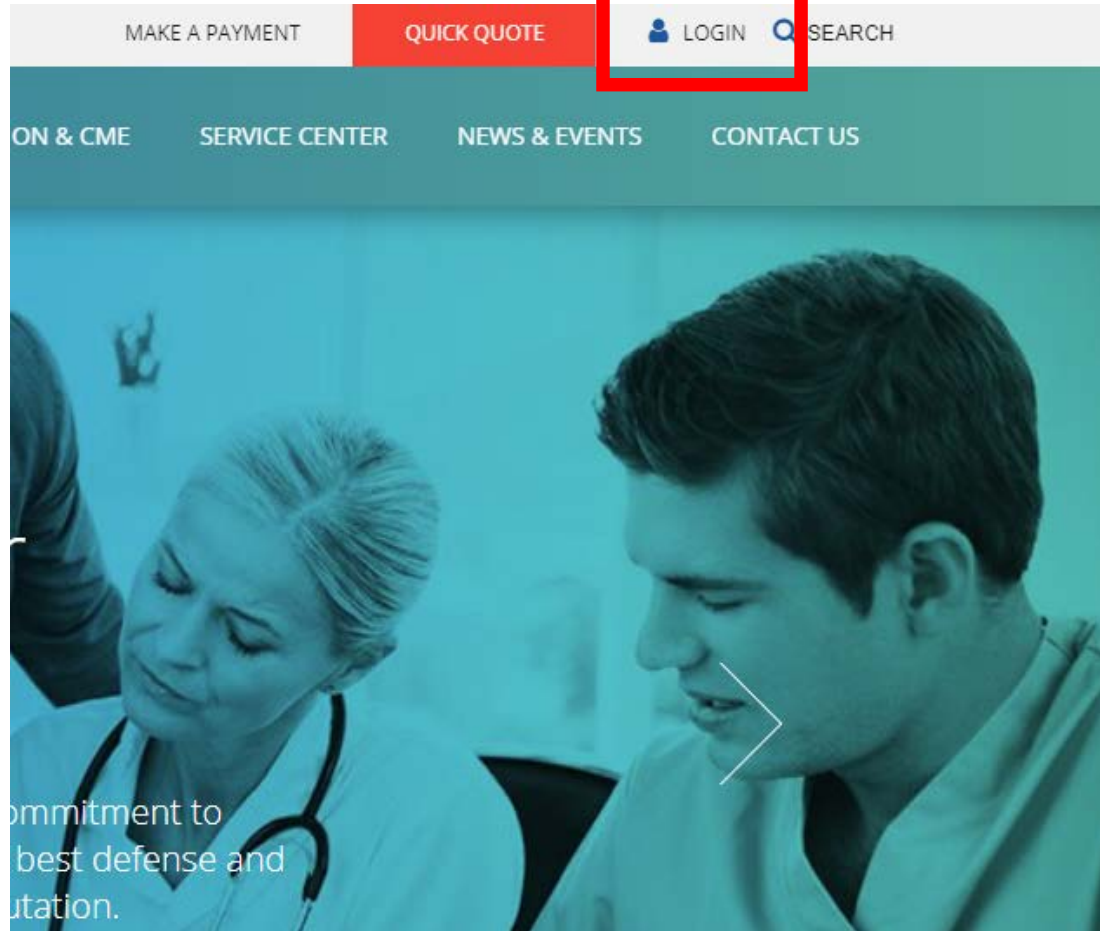 MAKE A PAYMENT QUICK QUOTE LOGIN SEARCH
ON & CME SERVICE CENTER NEWS & EVENTS CONTACT US
ommitment to
best defense and
utation.